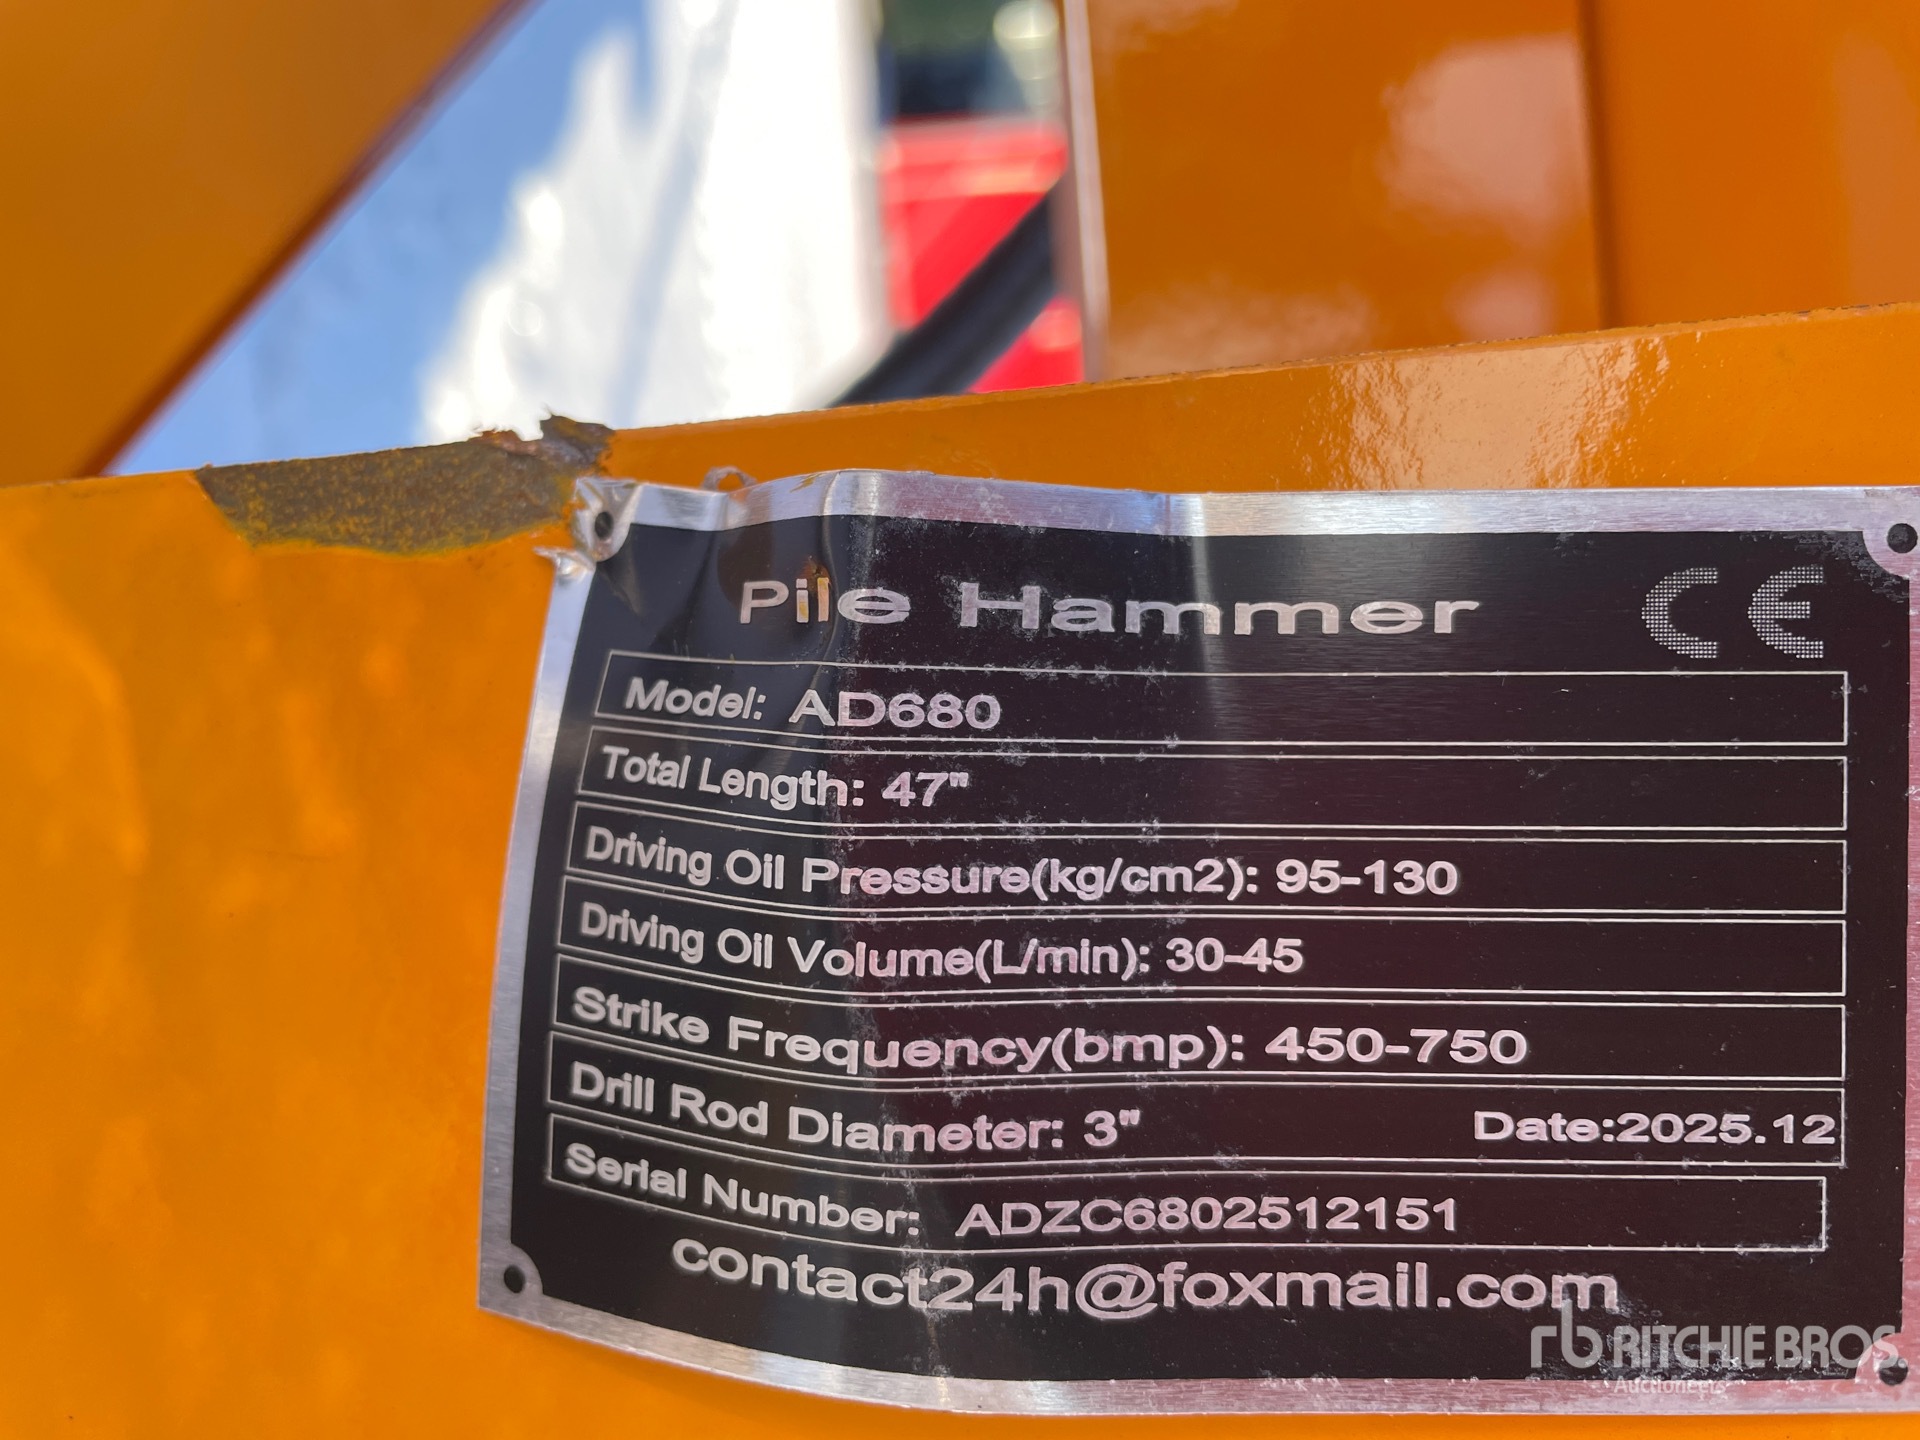 Pile Hammer CE
Model: AD680
Total Length: 47"
Driving Oil Pressure(kg/cm2): 95-130
Driving Oil Volume(L/min): 30-45
Strike Frequency(bmp): 450-750
Drill Rod Diameter: 3" Date:2025.12
Serial Number: ADZC6802512151
contact24h@foxmail.com
rb RITCHIE BROS
Auctioneers